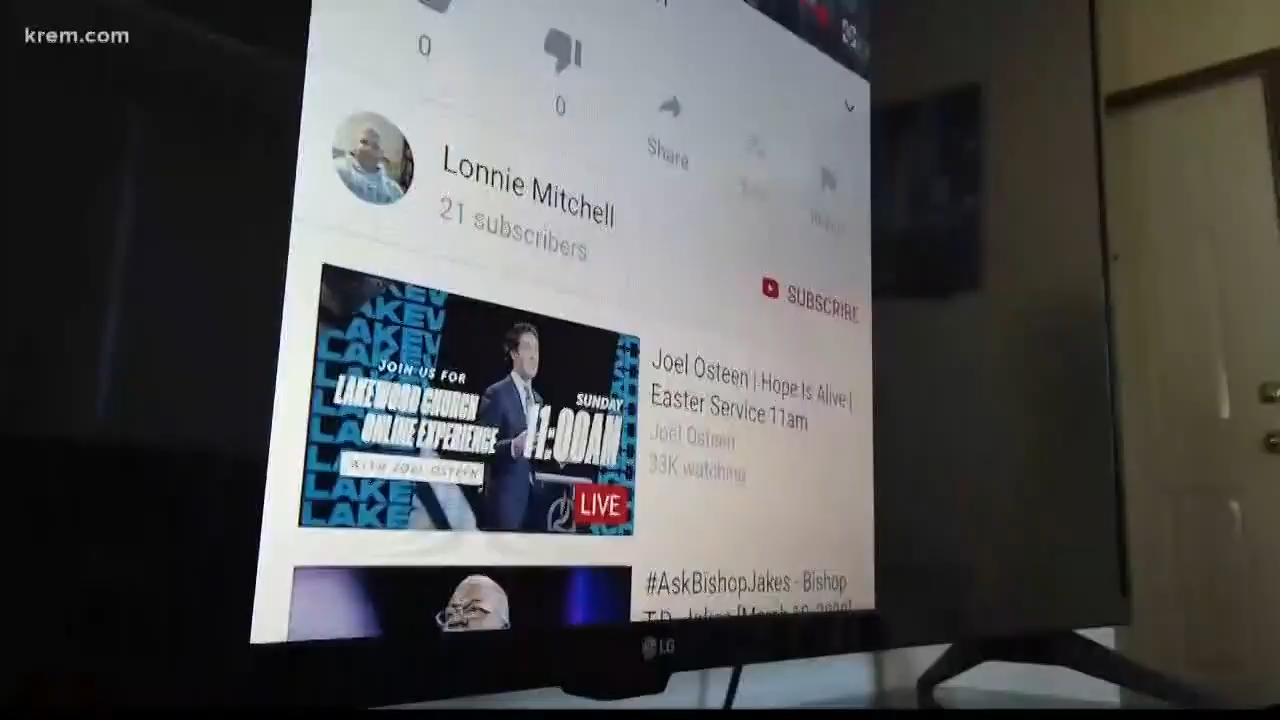 krem.com
0
0
Share
Lonnie Mitchell
21 subscribers
SUBSCRIBE
JOIN US FOR
LAKEWOOD CHURCH
ONLINE EXPERIENCE
WITH JOEL OSTEEN
SUNDAY
11:00AM
LAKE
LAKE
LIVE
Joel Osteen | Hope Is Alive |
Easter Service 11am
Joel Osteen
33K watching
#AskBishopJakes - Bishop
LG